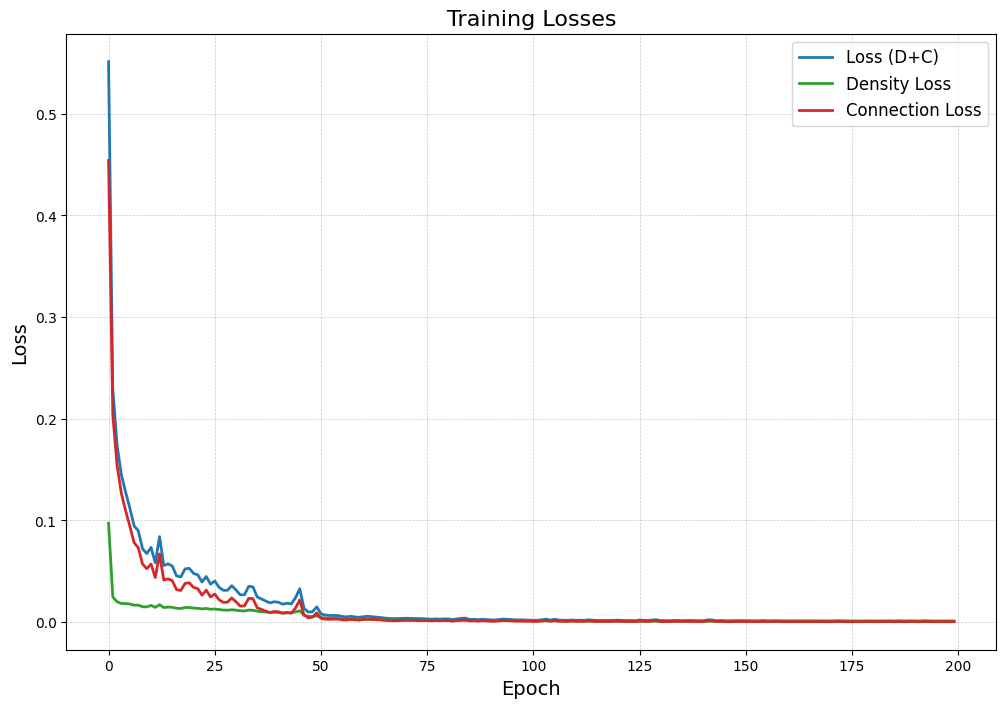 Training Losses
Loss (D+C)
Density Loss
Connection Loss
0.5
0.4
0.3
0.2
0.1
0.0
Loss
0 25 50 75 100 125 150 175 200
Epoch